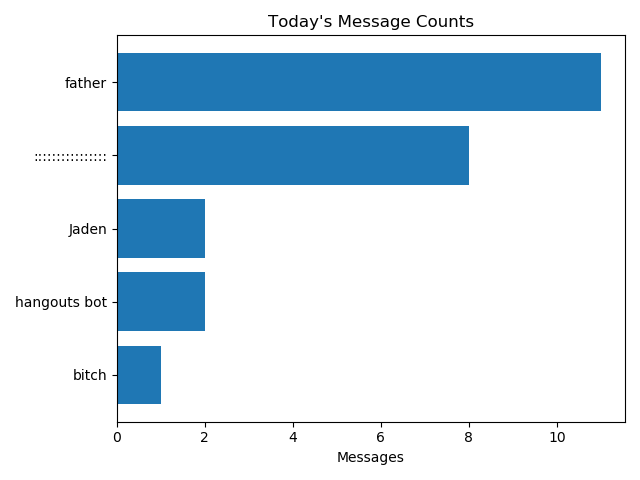 Today's Message Counts
father
:::::::::::::::
Jaden
hangouts bot
bitch
0 2 4 6 8 10
Messages